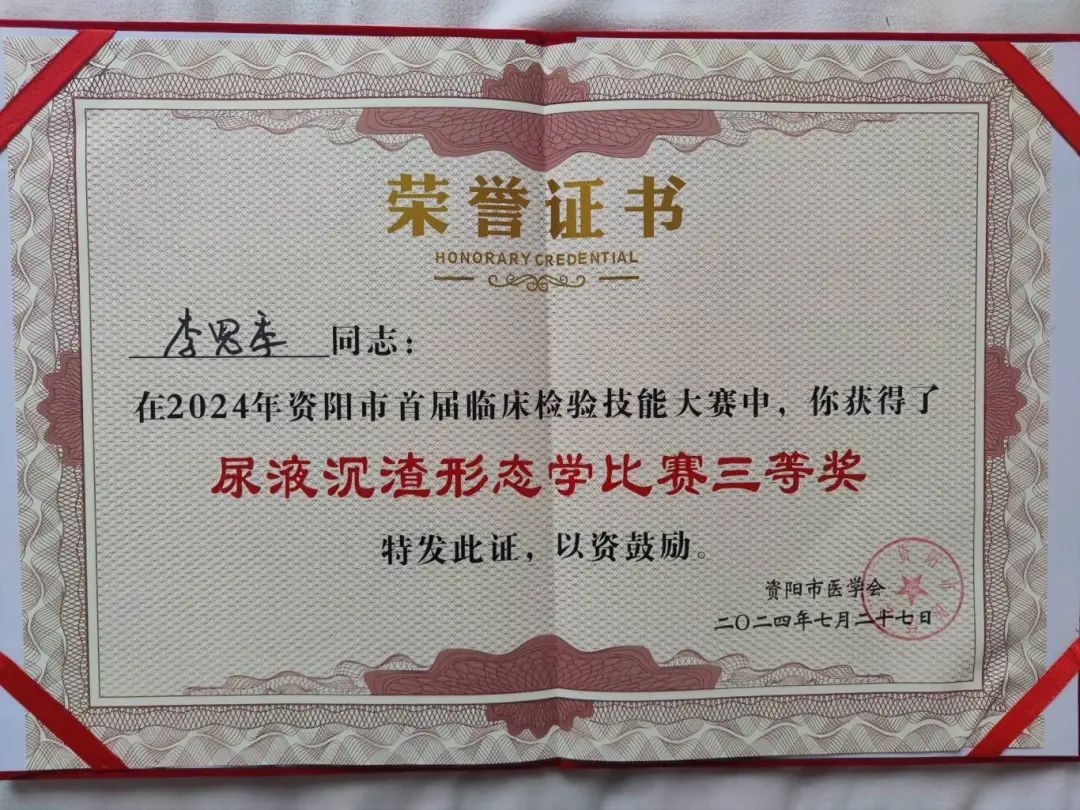 荣誉证书
HONORARY CREDENTIAL
李思季 同志：
在2024年资阳市首届临床检验技能大赛中，你获得了
尿液沉渣形态学比赛三等奖
特发此证，以资鼓励。
资阳市医学会
二〇二四年七月二十七日